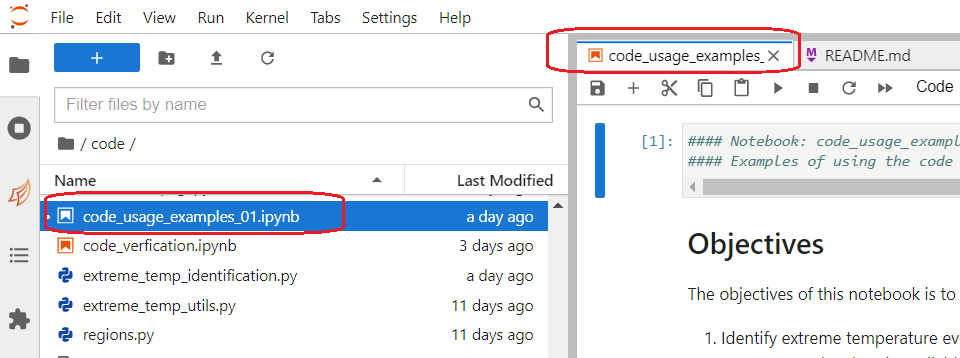 File Edit View Run Kernel Tabs Settings Help
code_usage_examples_
README.md
Code
Filter files by name
/ code /
Name Last Modified
code_usage_examples_01.ipynb a day ago
code_verfication.ipynb 3 days ago
extreme_temp_identification.py a day ago
extreme_temp_utils.py 11 days ago
regions.py 11 days ago
[1]:
#### Notebook: code_usage_exampl
#### Examples of using the code
Objectives
The objectives of this notebook is to
1. Identify extreme temperature eve